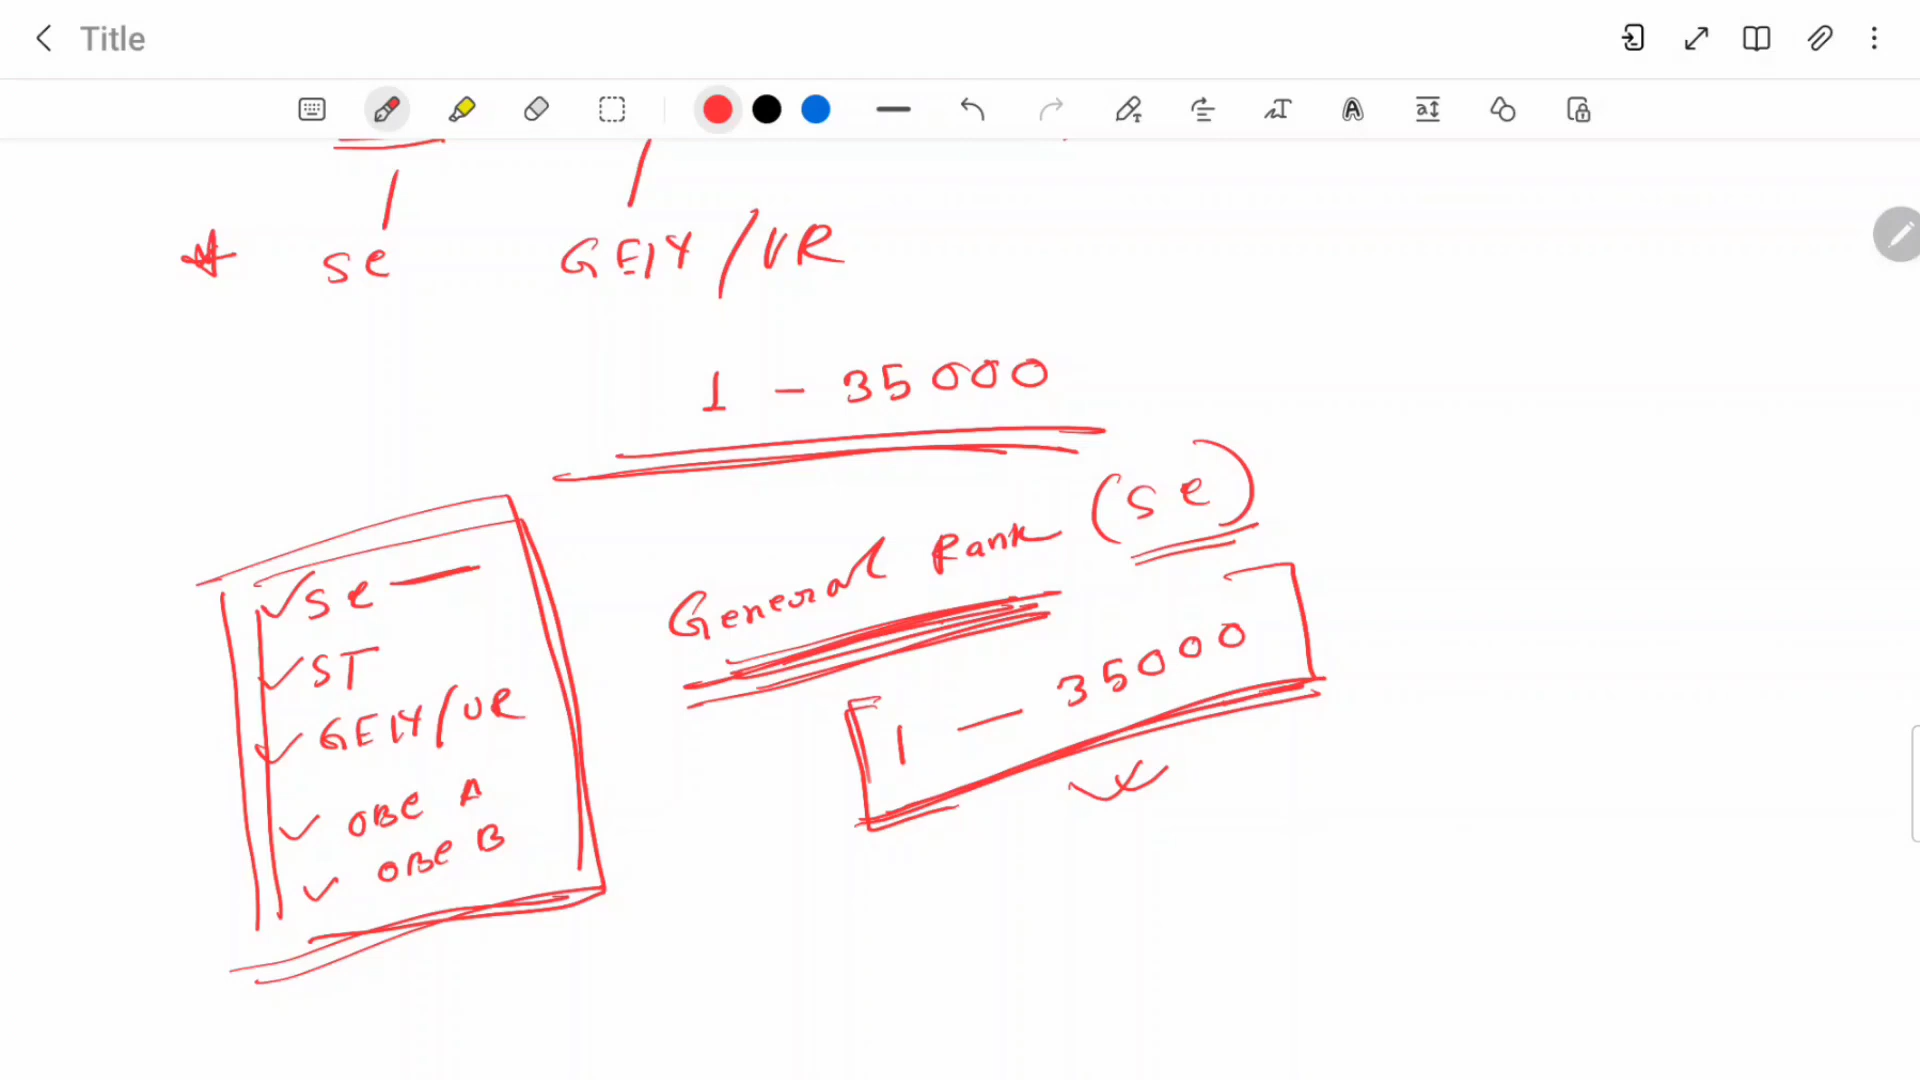 Title
SC GEN/UR
1 - 35000
General Rank (SC)
1 - 35000
SC
ST
GEN/UR
OBC A
OBC B